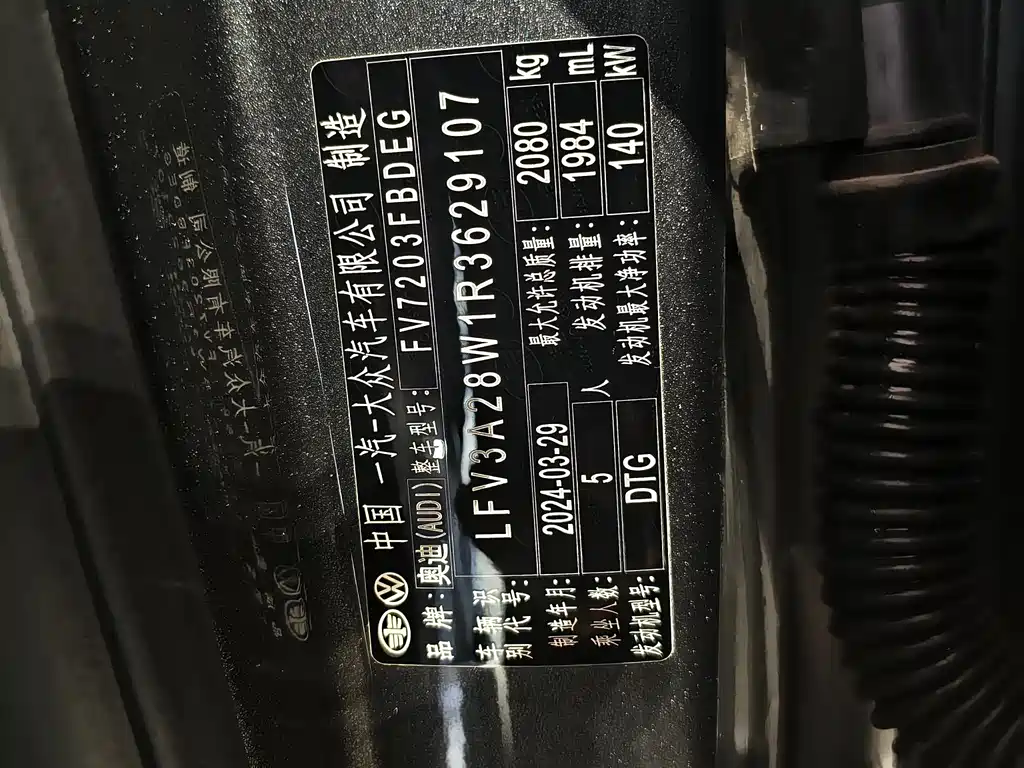 中国 一汽-大众汽车有限公司 制造
品牌：奥迪(AUDI) 整车型号：FV7203FBDEG
车辆识别代号：LFV3A28W1R3629107
制造车月：2024-03-29 最大允许总质量：2080 kg
乘坐人数：5 人 发动机排量：1984 mL
发动机型号：DTG 发动机最大净功率：140 kW